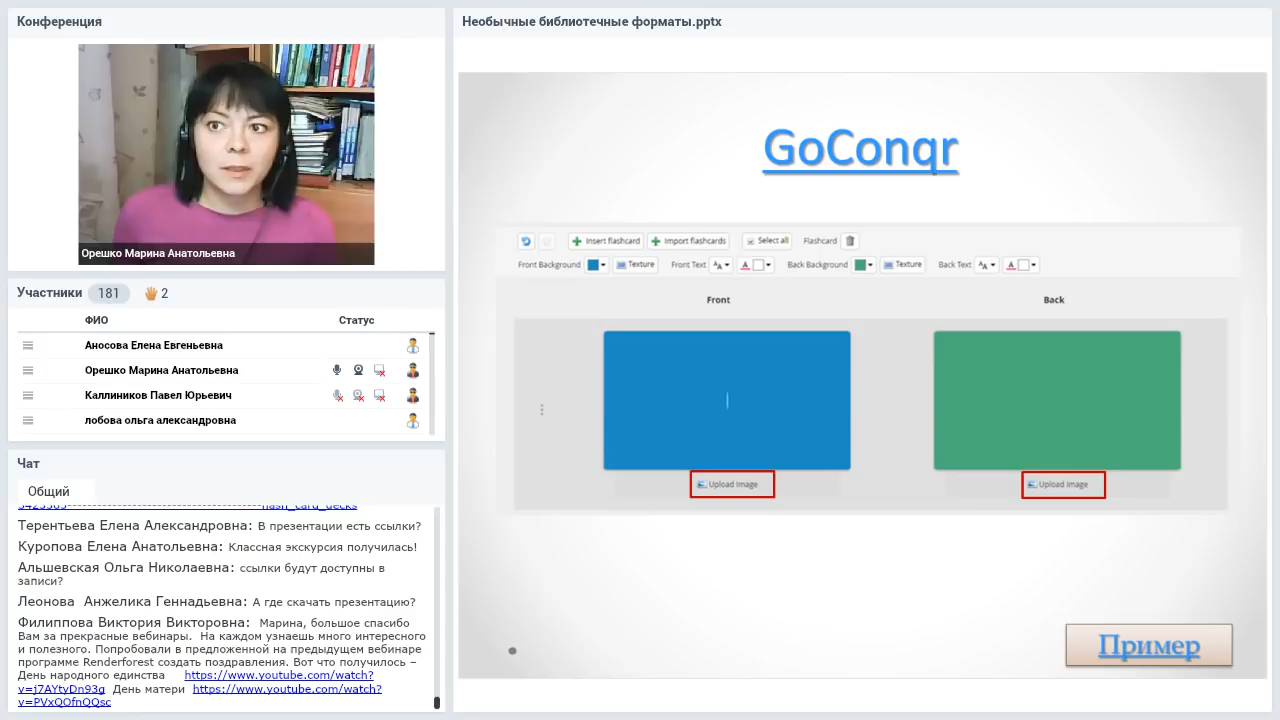 Конференция
Орешко Марина Анатольевна
Участники 181 2
ФИО Статус
Аносова Елена Евгеньевна
Орешко Марина Анатольевна
Каллиников Павел Юрьевич
лобова ольга александровна
Чат
Общий
Терентьева Елена Александровна: В презентации есть ссылки?
Куропова Елена Анатольевна: Классная экскурсия получилась!
Альшевская Ольга Николаевна: ссылки будут доступны в
записи?
Леонова Анжелика Геннадьевна: А где скачать презентацию?
Филиппова Виктория Викторовна: Марина, большое спасибо
Вам за прекрасные вебинары. На каждом узнаешь много интересного
и полезного. Попробовали в предложенной на предыдущем вебинаре
программе Renderforest создать поздравления. Вот что получилось –
День народного единства https://www.youtube.com/watch?
v=j7AYtyDn93g День матери https://www.youtube.com/watch?
v=PVxQOfnQQsc
Необычные библиотечные форматы.pptx
GoConqr
Insert flashcard Import flashcards Select all Flashcard
Front Background Texture Front Text Back Background Texture Back Text
Front Back
Upload Image Upload Image
Пример